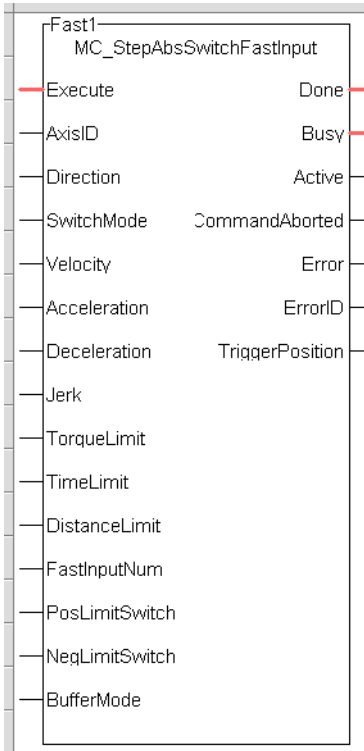 Fast1
MC_StepAbsSwitchFastInput
Execute Done
AxisID Busy
Direction Active
SwitchMode CommandAborted
Velocity Error
Acceleration ErrorID
Deceleration TriggerPosition
Jerk
TorqueLimit
TimeLimit
DistanceLimit
FastInputNum
PosLimitSwitch
NegLimitSwitch
BufferMode